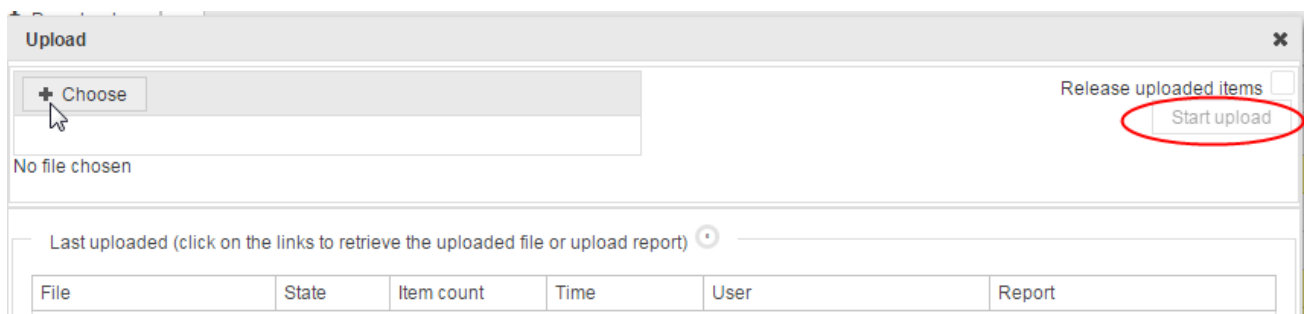 Upload
Choose
Release uploaded items
Start upload
No file chosen
Last uploaded (click on the links to retrieve the uploaded file or upload report)
File State Item count Time User Report